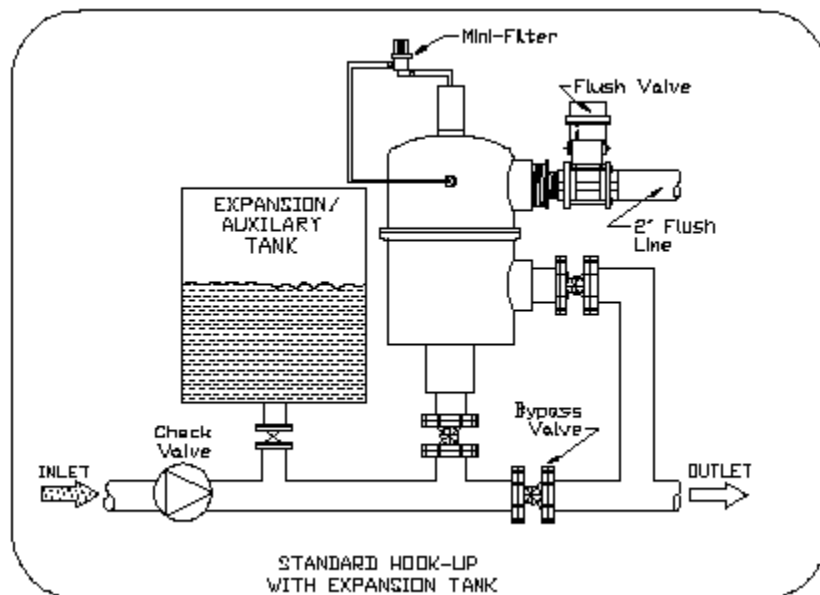 Mini-Filter
Flush Valve
EXPANSION/
AUXILARY
TANK
2" Flush
Line
Bypass
Valve
Check
Valve
INLET
OUTLET
STANDARD HOOK-UP
WITH EXPANSION TANK